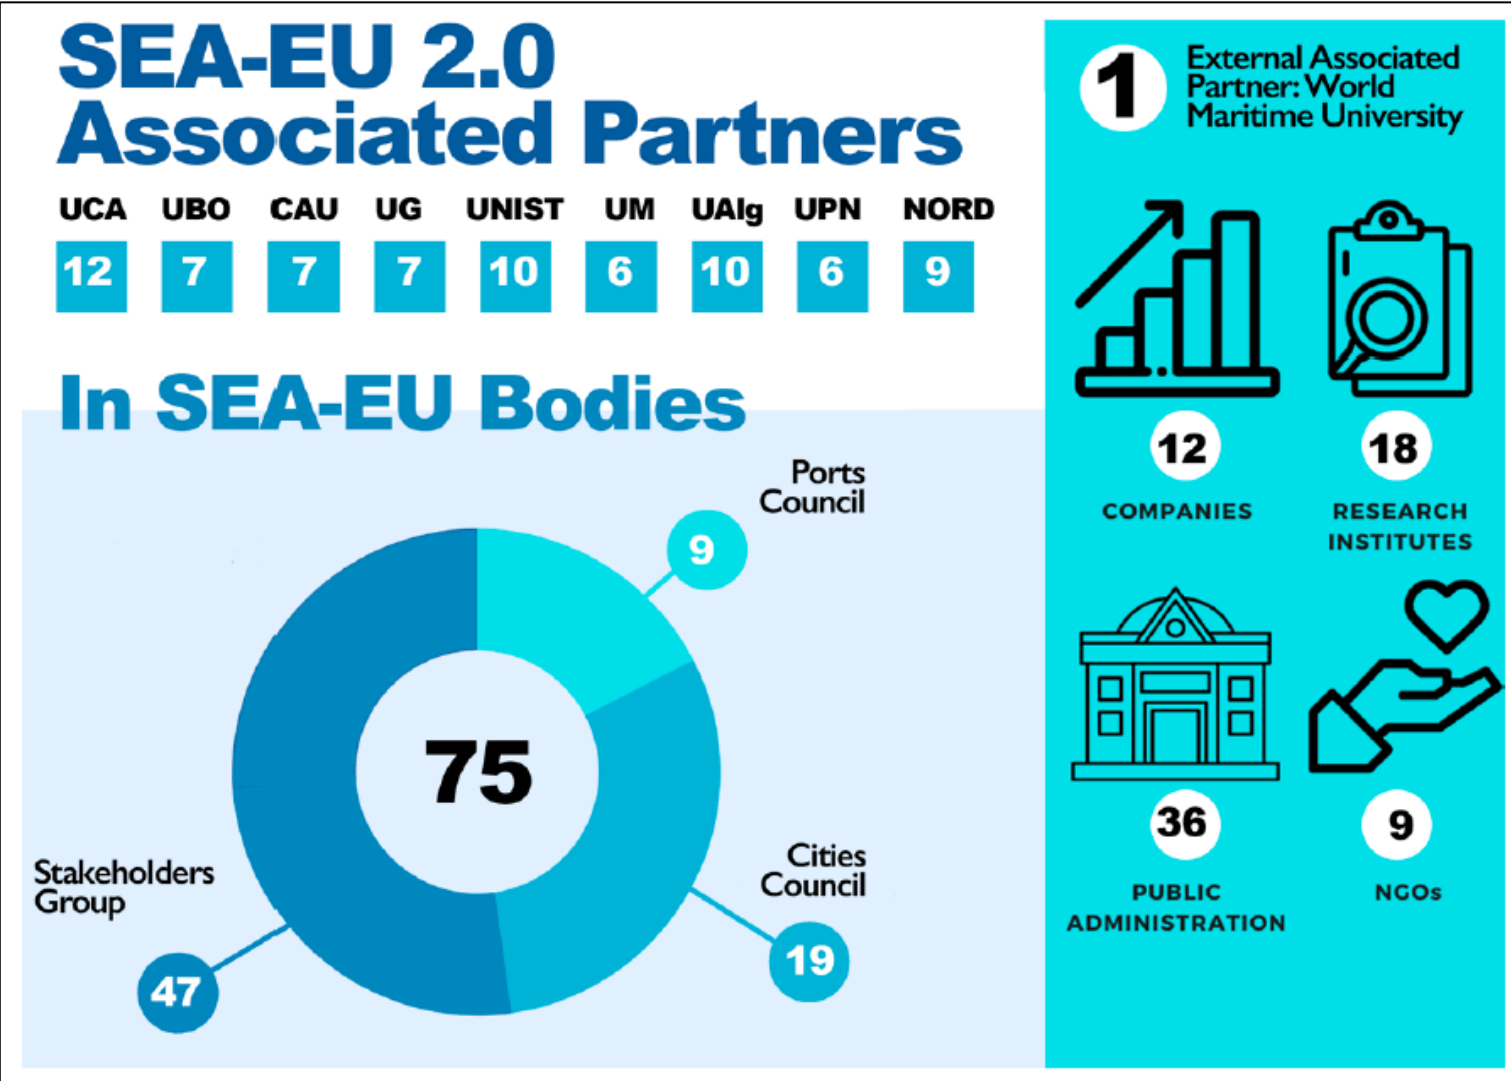 SEA-EU 2.0
Associated Partners
UCA UBO CAU UG UNIST UM UAlg UPN NORD
12 7 7 7 10 6 10 6 9
In SEA-EU Bodies
Ports
Council
9
75
Stakeholders
Group
47
Cities
Council
19
1
External Associated
Partner: World
Maritime University
12
COMPANIES
18
RESEARCH
INSTITUTES
36
PUBLIC
ADMINISTRATION
9
NGOs